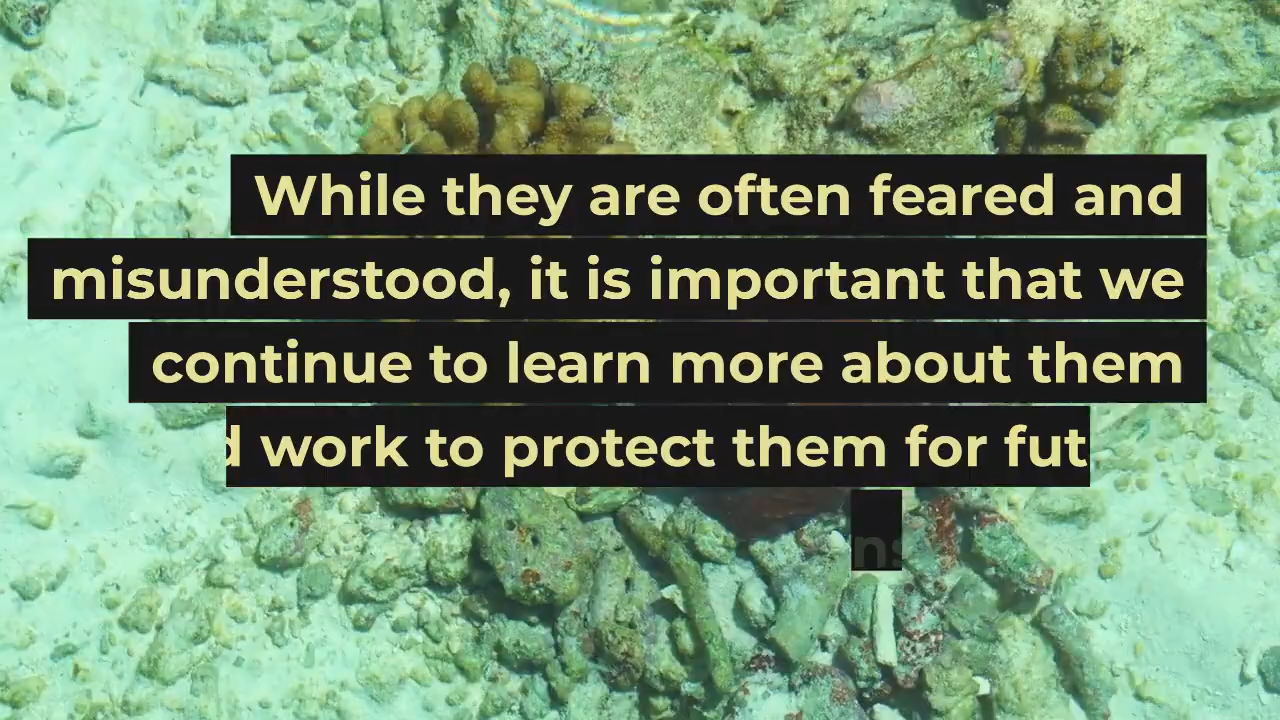 While they are often feared and
misunderstood, it is important that we
continue to learn more about them
d work to protect them for fut
ns